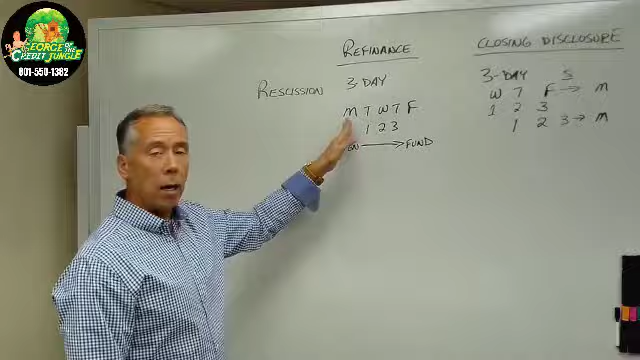 GEORGE OF THE
CREDIT JUNGLE
801-550-1382
REFINANCE
RESCISSION 3-DAY
M T W T F
1 2 3
→ FUND
CLOSING DISCLOSURE
3-DAY S
W T F → M
1 2 3
1 2 3 → M